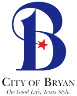 B
CITY OF BRYAN
The Good Life, Texas Style.